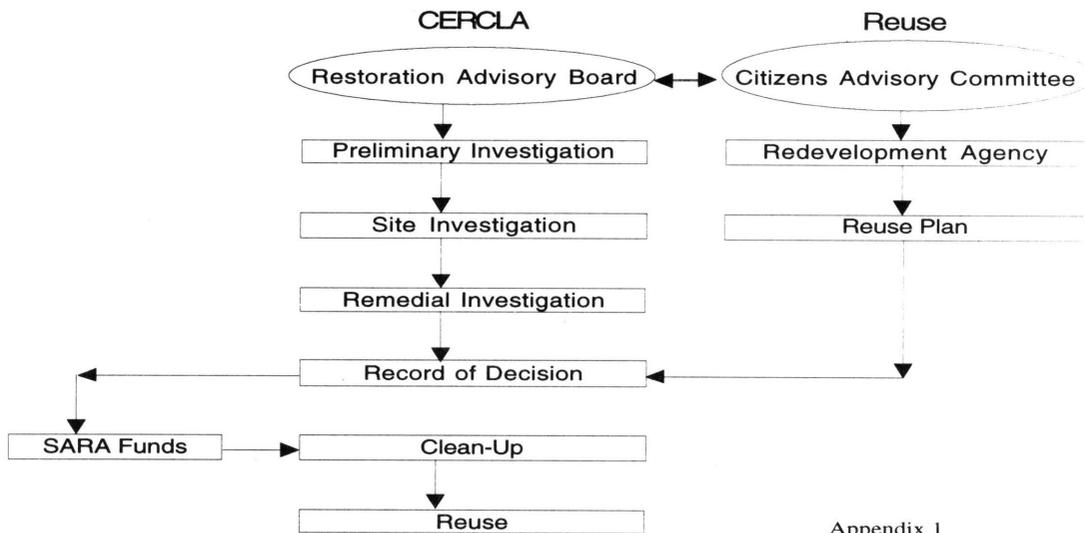 CERCLA
Reuse
Restoration Advisory Board
Citizens Advisory Committee
Preliminary Investigation
Redevelopment Agency
Site Investigation
Reuse Plan
Remedial Investigation
Record of Decision
SARA Funds
Clean-Up
Reuse
Appendix 1